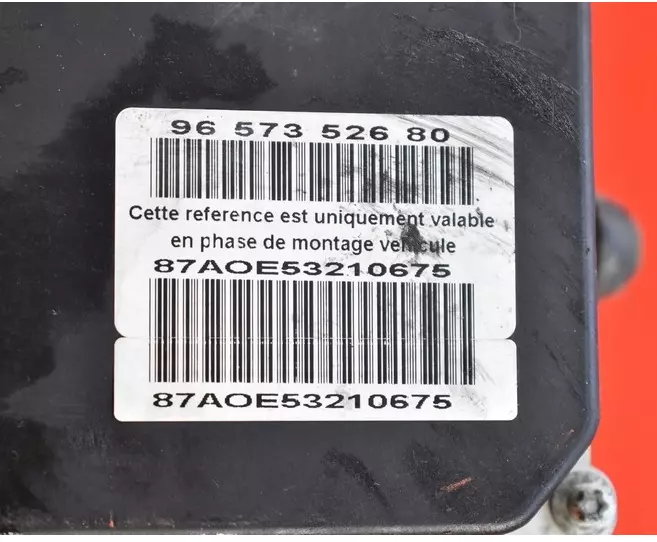 96 573 526 80
Cette reference est uniquement valable
en phase de montage vehicule
87AOE53210675
87AOE53210675